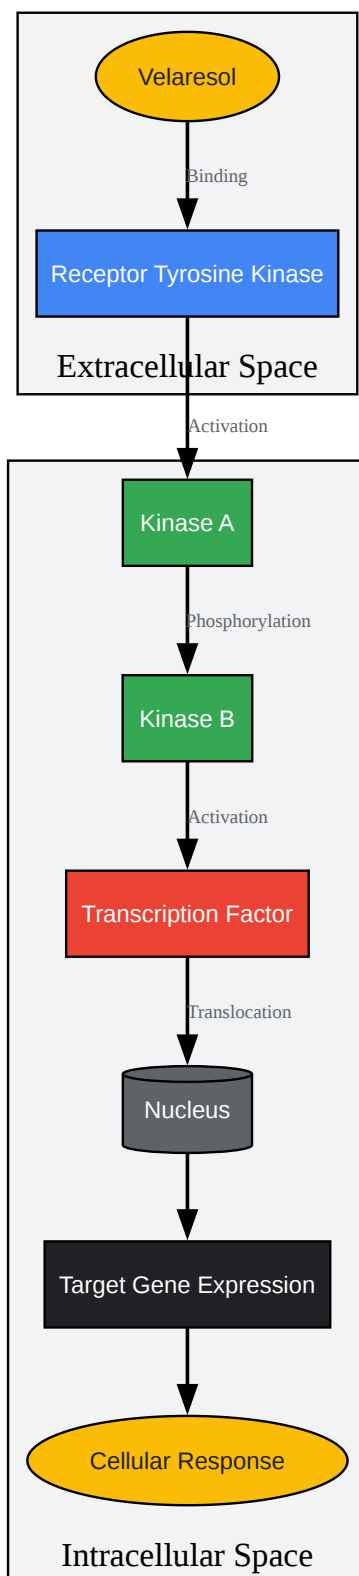 Velaresol
Binding
Receptor Tyrosine Kinase
Extracellular Space
Activation
Kinase A
Phosphorylation
Kinase B
Activation
Transcription Factor
Translocation
Nucleus
Target Gene Expression
Cellular Response
Intracellular Space